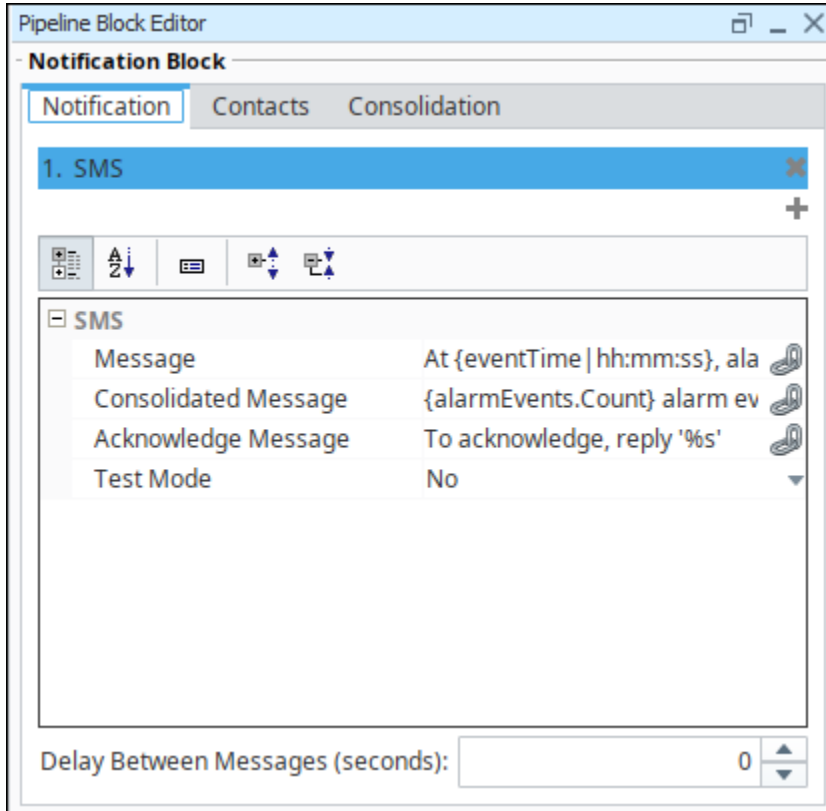 Pipeline Block Editor
Notification Block
Notification Contacts Consolidation
1. SMS
SMS
Message At {eventTime|hh:mm:ss}, ala
Consolidated Message {alarmEvents.Count} alarm ev
Acknowledge Message To acknowledge, reply '%s'
Test Mode No
Delay Between Messages (seconds): 0